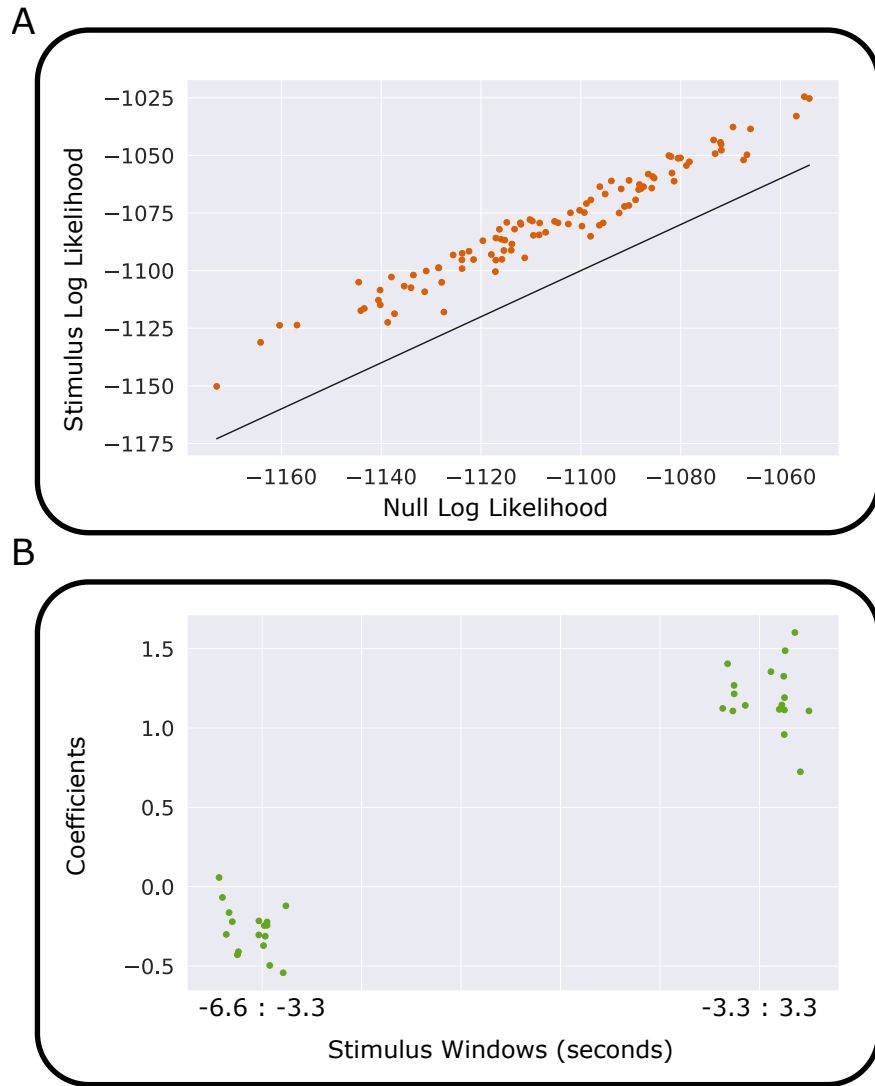 A
−1025
−1050
−1075
−1100
−1125
−1150
−1175
Stimulus Log Likelihood
−1160 −1140 −1120 −1100 −1080 −1060
Null Log Likelihood
B
1.5
1.0
0.5
0.0
−0.5
Coefficients
-6.6 : -3.3 -3.3 : 3.3
Stimulus Windows (seconds)